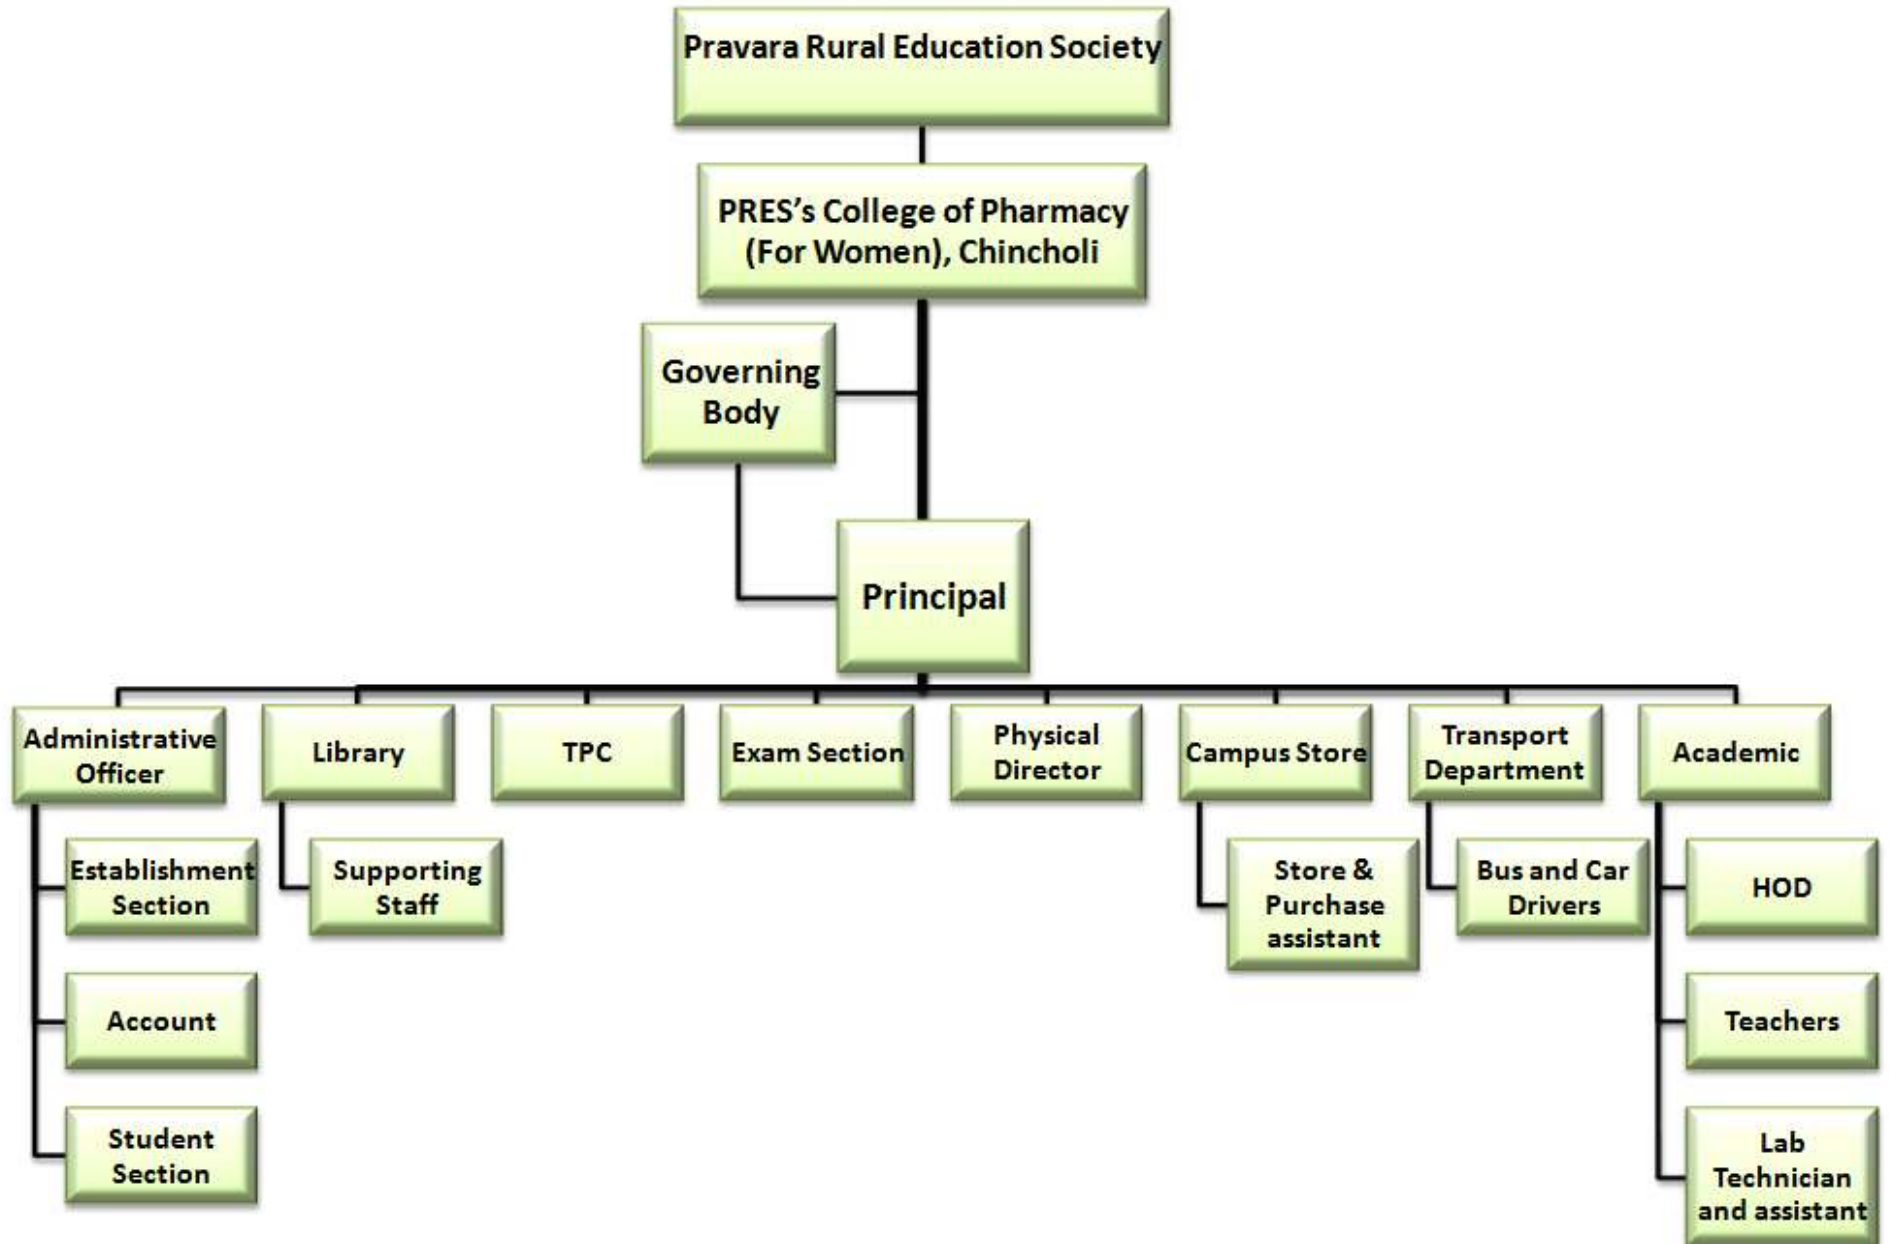 Pravara Rural Education Society
PRES's College of Pharmacy
(For Women), Chincholi
Governing
Body
Principal
Administrative
Officer
Library
TPC
Exam Section
Physical
Director
Campus Store
Transport
Department
Academic
Establishment
Section
Account
Student
Section
Supporting
Staff
Store &
Purchase
assistant
Bus and Car
Drivers
HOD
Teachers
Lab
Technician
and assistant